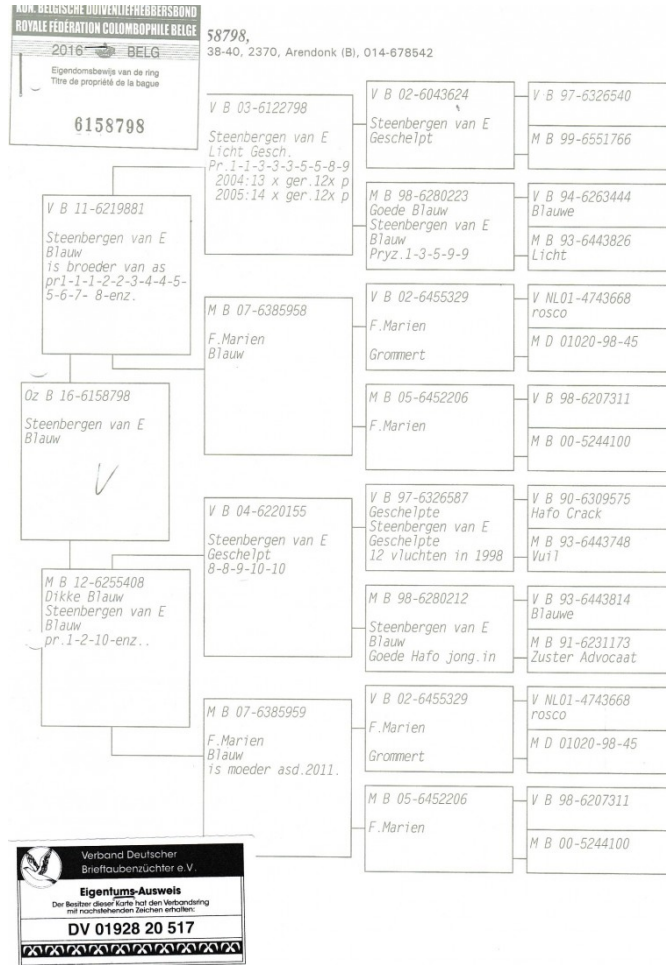 KON. BELGISCHE DUIVENLIEFHEBBERSBOND
ROYALE FÉDÉRATION COLOMBOPHILE BELGE
2016 BELG
Eigendomsbewijs van de ring
Titre de propriété de la bague
6158798
58798,
38-40, 2370, Arendonk (B), 014-678542
Oz B 16-6158798
Steenbergen van E
Blauw
V
V B 11-6219881
Steenbergen van E
Blauw
is broeder van as
pr1-1-1-2-2-3-4-4-5-
5-6-7- 8-enz.
M B 12-6255408
Dikke Blauw
Steenbergen van E
Blauw
pr.1-2-10-enz..
V B 03-6122798
Steenbergen van E
Licht Gesch.
Pr.1-1-3-3-3-5-5-8-9
2004:13 x ger.12x p
2005:14 x ger.12x p
M B 07-6385958
F.Marien
Blauw
V B 04-6220155
Steenbergen van E
Geschelpt
8-8-9-10-10
M B 07-6385959
F.Marien
Blauw
is moeder asd.2011.
V B 02-6043624
Steenbergen van E
Geschelpt
M B 98-6280223
Goede Blauw
Steenbergen van E
Blauw
Pryz.1-3-5-9-9
V B 02-6455329
F.Marien
Grommert
M B 05-6452206
F.Marien
V B 97-6326587
Geschelpte
Steenbergen van E
Geschelpte
12 vluchten in 1998
M B 98-6280212
Steenbergen van E
Blauw
Goede Hafo jong.in
V B 02-6455329
F.Marien
Grommert
M B 05-6452206
F.Marien
V B 97-6326540
M B 99-6551766
V B 94-6263444
Blauwe
M B 93-6443826
Licht
V NL01-4743668
rosco
M D 01020-98-45
V B 98-6207311
M B 00-5244100
V B 90-6309575
Hafo Crack
M B 93-6443748
Vuil
V B 93-6443814
Blauwe
M B 91-6231173
Zuster Advocaat
V NL01-4743668
rosco
M D 01020-98-45
V B 98-6207311
M B 00-5244100
Verband Deutscher
Brieftaubenzüchter e.V.
Eigentums-Ausweis
Der Besitzer dieser Karte hat den Verbandsring
mit nachstehenden Zeichen erhalten:
DV 01928 20 517